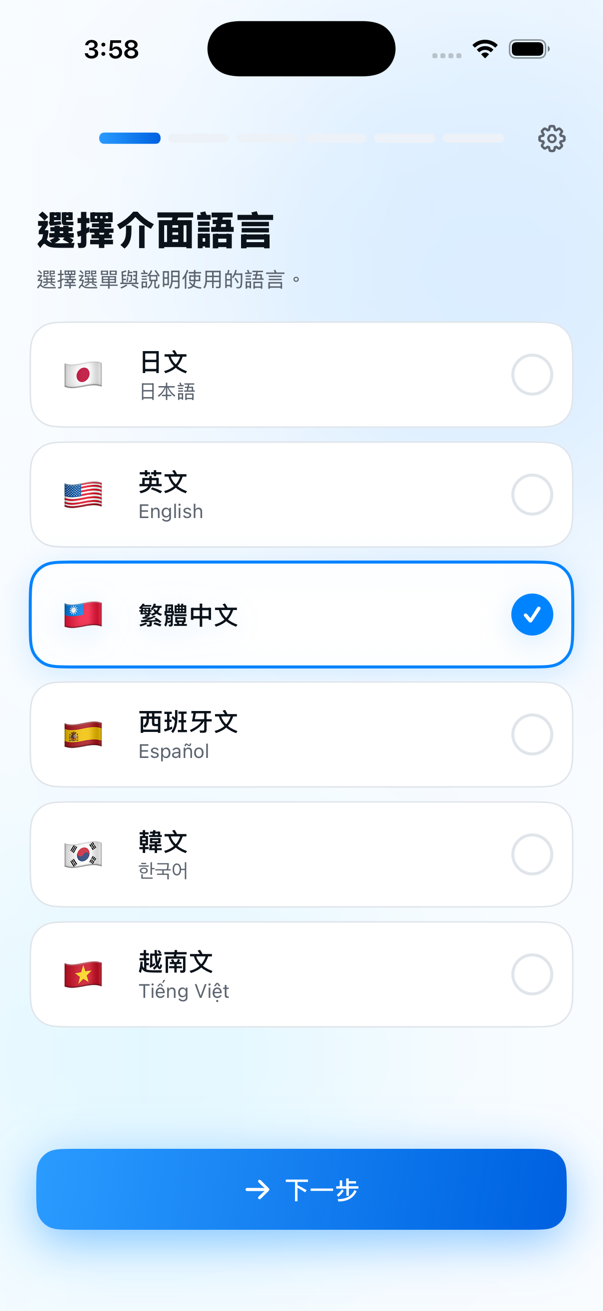 3:58
選擇介面語言
選擇選單與說明使用的語言。
日文
日本語
英文
English
繁體中文
西班牙文
Español
韓文
한국어
越南文
Tiếng Việt
下一步